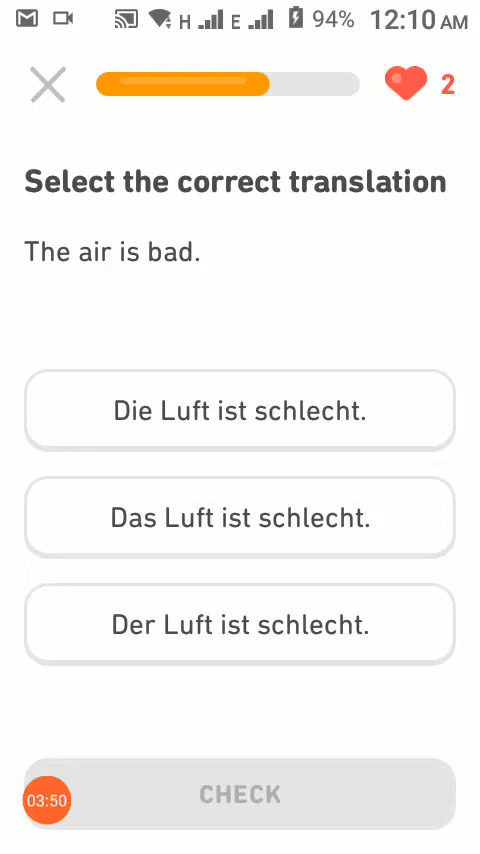 H E 94% 12:10 AM
2
Select the correct translation
The air is bad.
Die Luft ist schlecht.
Das Luft ist schlecht.
Der Luft ist schlecht.
CHECK
03:50